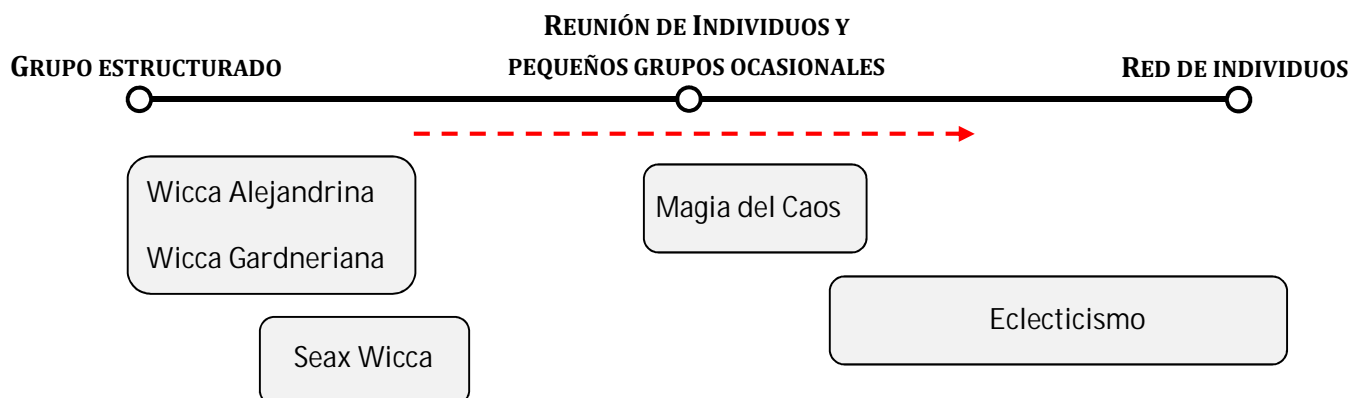 REUNIÓN DE INDIVIDUOS Y
PEQUEÑOS GRUPOS OCASIONALES
GRUPO ESTRUCTURADO
RED DE INDIVIDUOS
Wicca Alejandrina
Wicca Gardneriana
Magia del Caos
Eclecticismo
Seax Wicca